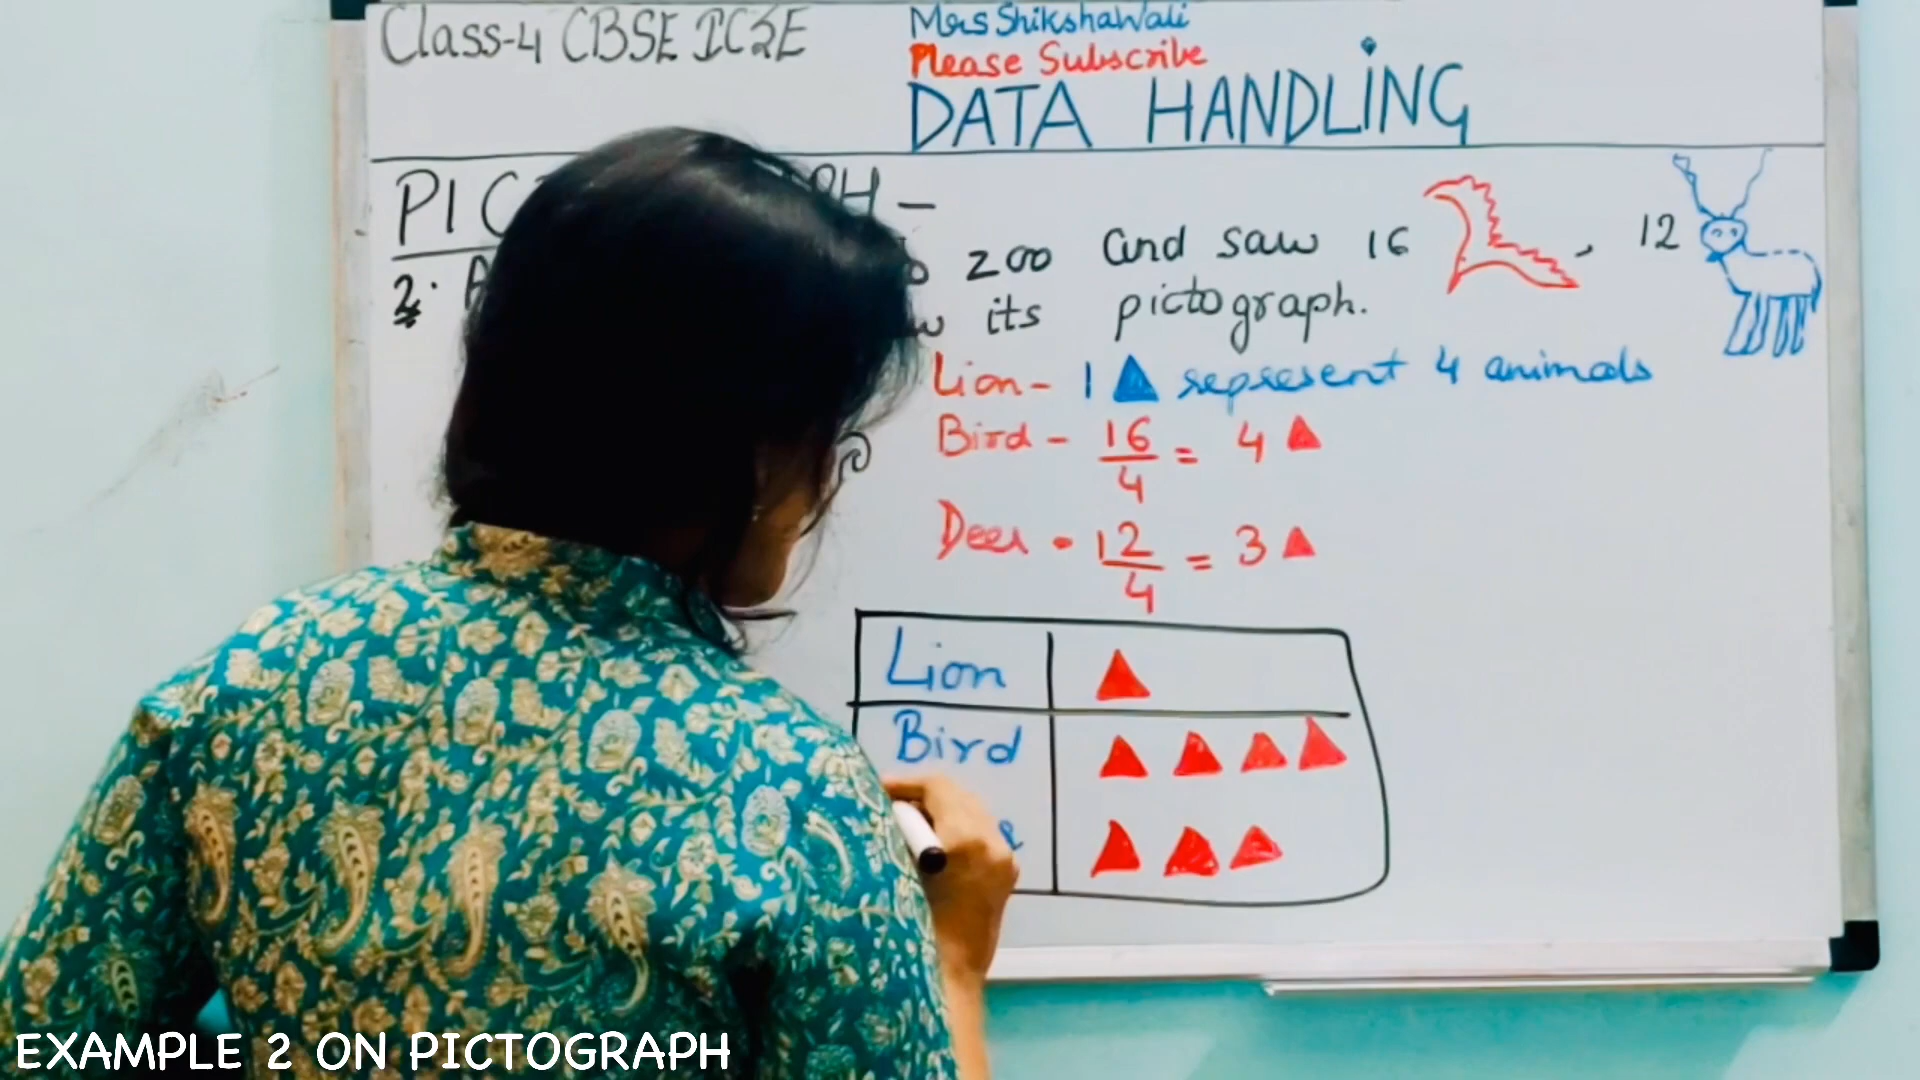 Class-4 CBSE ICSE
Mrs ShikshaWali
Please Subscribe
DATA HANDLING
zoo and saw 16 , 12
2.
its pictograph.
Lion- 1 ▲ represent 4 animals
Bird - 16/4 = 4 ▲
Deer - 12/4 = 3 ▲
Lion ▲
Bird ▲ ▲ ▲ ▲
▲ ▲ ▲
EXAMPLE 2 ON PICTOGRAPH